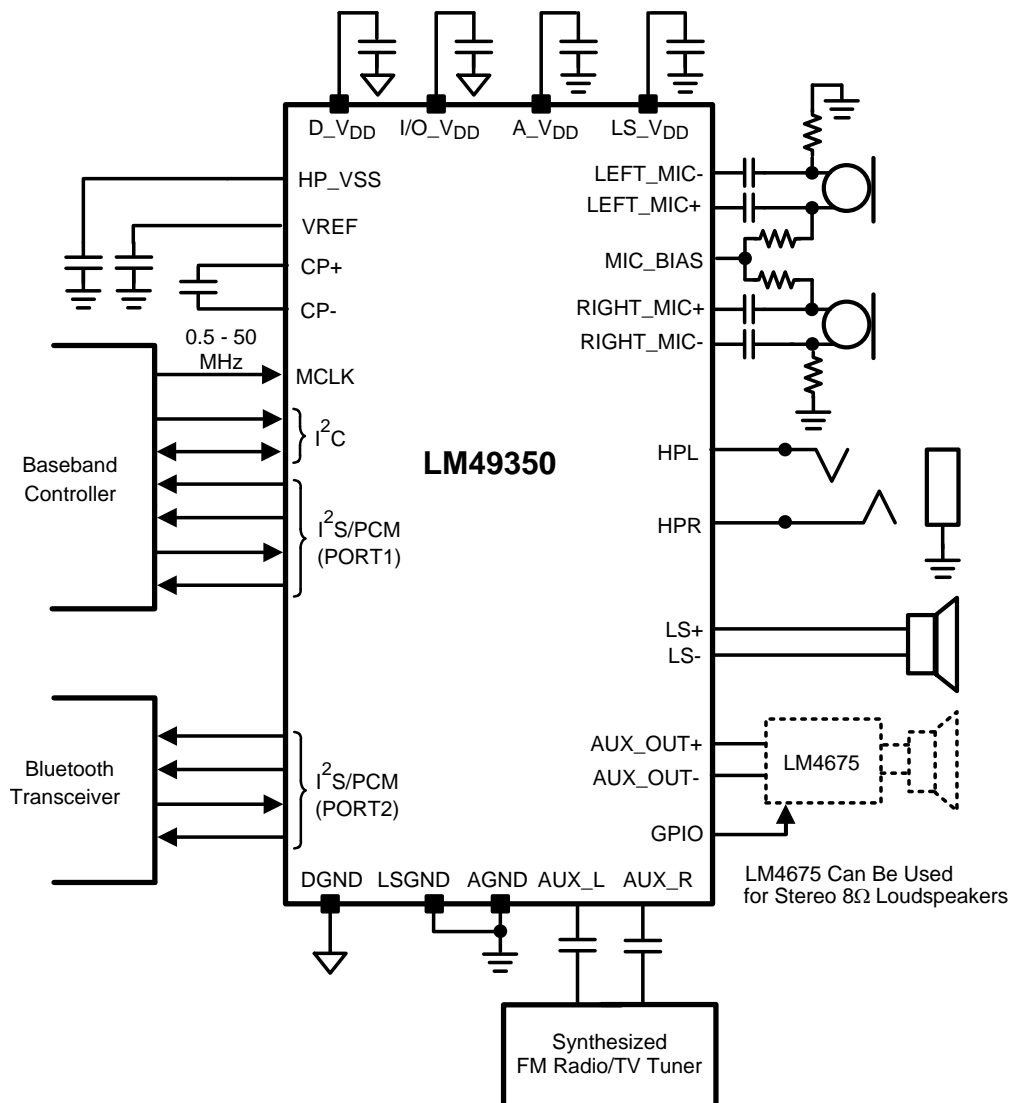 D_VDD I/O_VDD A_VDD LS_VDD
HP_VSS
VREF
CP+
CP-
0.5 - 50
MHz
MCLK
I2C
Baseband
Controller
I2S/PCM
(PORT1)
LM49350
LEFT_MIC-
LEFT_MIC+
MIC_BIAS
RIGHT_MIC+
RIGHT_MIC-
HPL
HPR
LS+
LS-
Bluetooth
Transceiver
I2S/PCM
(PORT2)
AUX_OUT+
AUX_OUT-
LM4675
GPIO
LM4675 Can Be Used
for Stereo 8Ω Loudspeakers
DGND LSGND AGND AUX_L AUX_R
Synthesized
FM Radio/TV Tuner